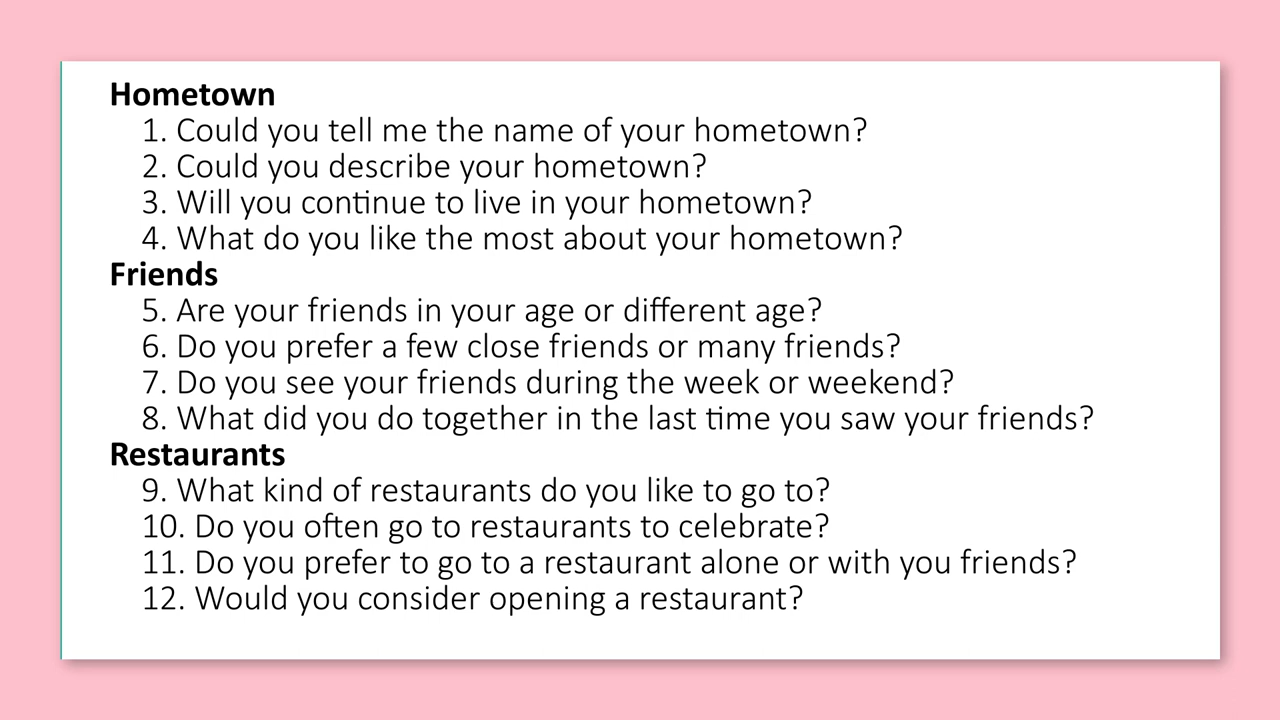 Hometown
1. Could you tell me the name of your hometown?
2. Could you describe your hometown?
3. Will you continue to live in your hometown?
4. What do you like the most about your hometown?
Friends
5. Are your friends in your age or different age?
6. Do you prefer a few close friends or many friends?
7. Do you see your friends during the week or weekend?
8. What did you do together in the last time you saw your friends?
Restaurants
9. What kind of restaurants do you like to go to?
10. Do you often go to restaurants to celebrate?
11. Do you prefer to go to a restaurant alone or with you friends?
12. Would you consider opening a restaurant?